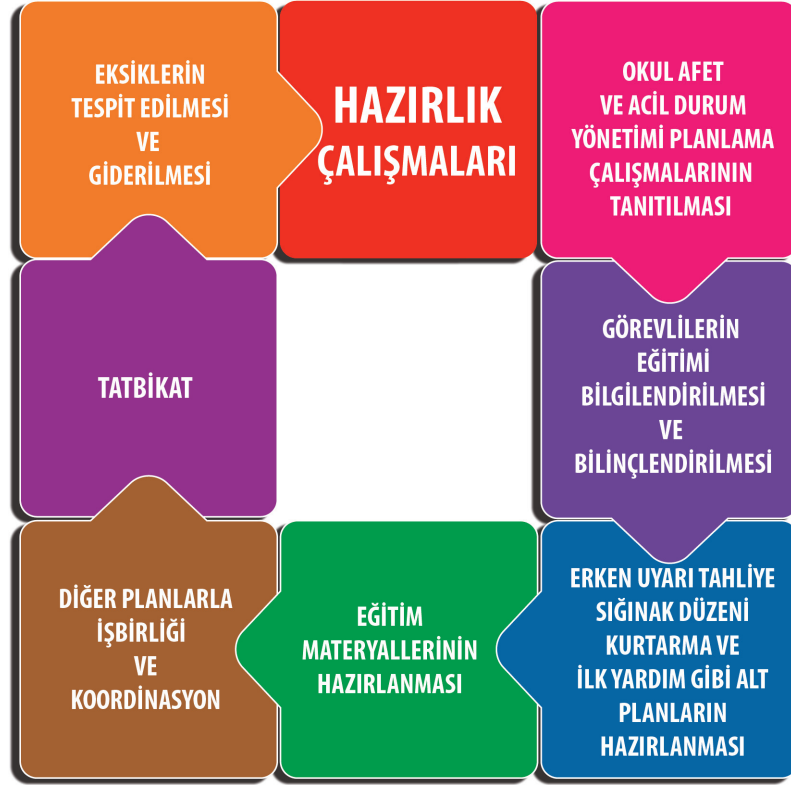 EKSİKLERİN
TESPİT EDİLMESİ
VE
GİDERİLMESİ
HAZIRLIK
ÇALIŞMALARI
OKUL AFET
VE ACİL DURUM
YÖNETİMİ PLANLAMA
ÇALIŞMALARININ
TANITILMASI
TATBİKAT
GÖREVLİLERİN
EĞİTİMİ
BİLGİLENDİRİLMESİ
VE
BİLİNÇLENDİRİLMESİ
DİĞER PLANLARLA
İŞBİRLİĞİ
VE
KOORDİNASYON
EĞİTİM
MATERYALLERİNİN
HAZIRLANMASI
ERKEN UYARI TAHLİYE
SIĞINAK DÜZENİ
KURTARMA VE
İLK YARDIM GİBİ ALT
PLANLARIN
HAZIRLANMASI